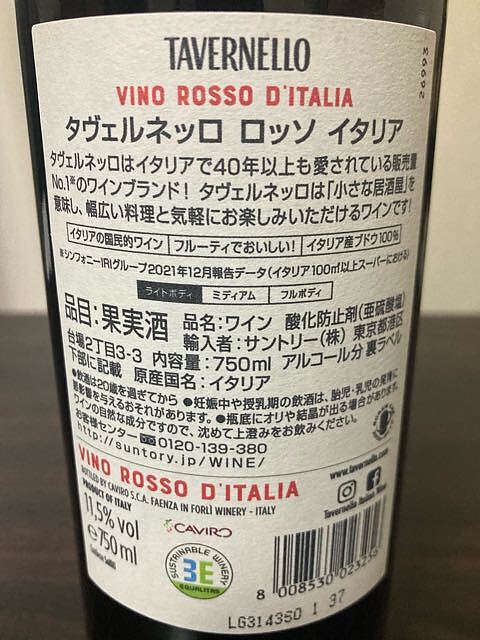 TAVERNELLO
VINO ROSSO D'ITALIA
タヴェルネッロ ロッソ イタリア
タヴェルネッロはイタリアで40年以上も愛されている販売量
No.1※のワインブランド! タヴェルネッロは「小さな居酒屋」を
意味し、幅広い料理と気軽にお楽しみいただけるワインです!
イタリアの国民的ワイン フルーティでおいしい! イタリア産ブドウ100%
※シンフォニーIRIグループ2021年12月報告データ(イタリア100㎡以上スーパーにおける)
ライトボディ ミディアム フルボディ
品目:果実酒 品名:ワイン 酸化防止剤(亜硫酸塩)
輸入者:サントリー(株) 東京都港区
台場2丁目3-3 内容量:750ml アルコール分 裏ラベル
下部に記載 原産国名:イタリア
●飲酒は20歳を過ぎてから ●妊娠中や授乳期の飲酒は、胎児・乳児の発育に
悪影響を与えるおそれがあります。●瓶底にオリや結晶が出る場合があります。
ワインの自然な成分ですので、沈めて上澄みをお飲みください。
お客様センター 0120-139-380
http://suntory.jp/WINE/
VINO ROSSO D'ITALIA
BOTTLED BY CAVIRO S.C.A. FAENZA IN FORLÌ WINERY - ITALY
PRODUCT OF ITALY
11,5% vol
e 750 ml
CAVIRO
SUSTAINABLE WINERY
3E
EQUALITAS
www.tavernello.com
Tavernello Italian Wine
8 008530 0232
LG314350 1 37
2693